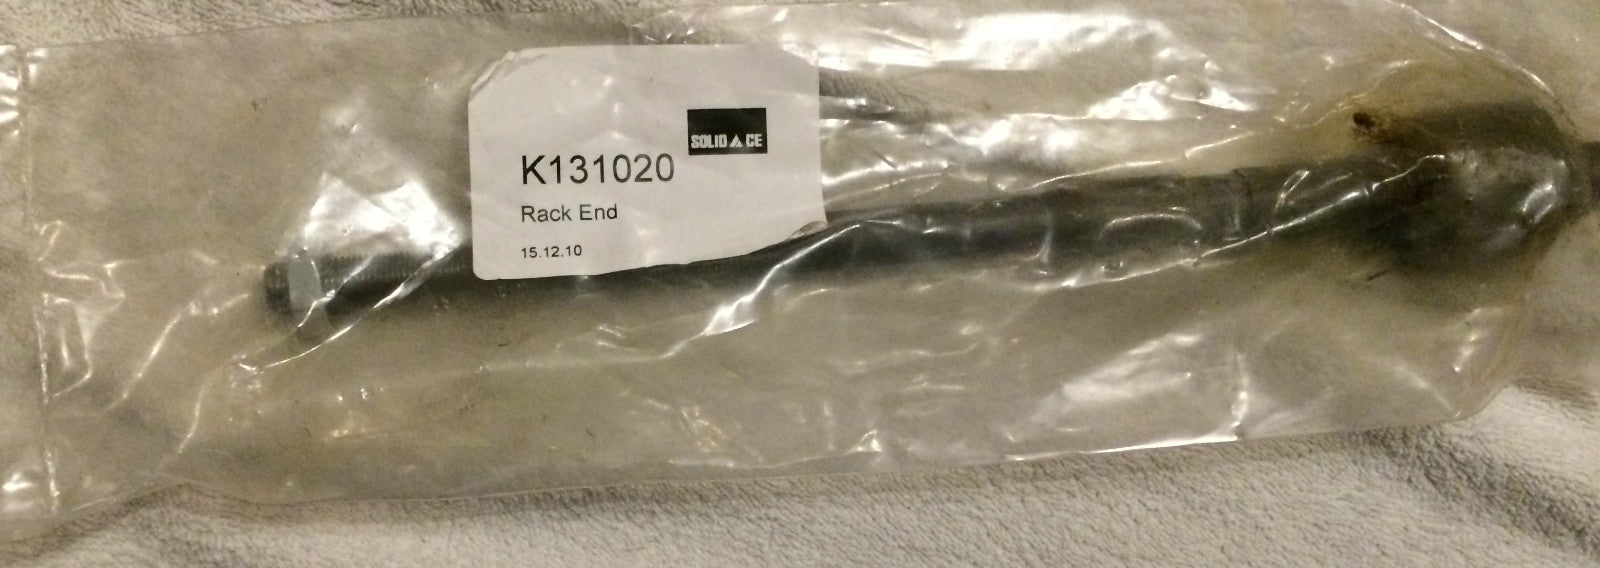 SOLID ▲ CE
K131020
Rack End
15.12.10